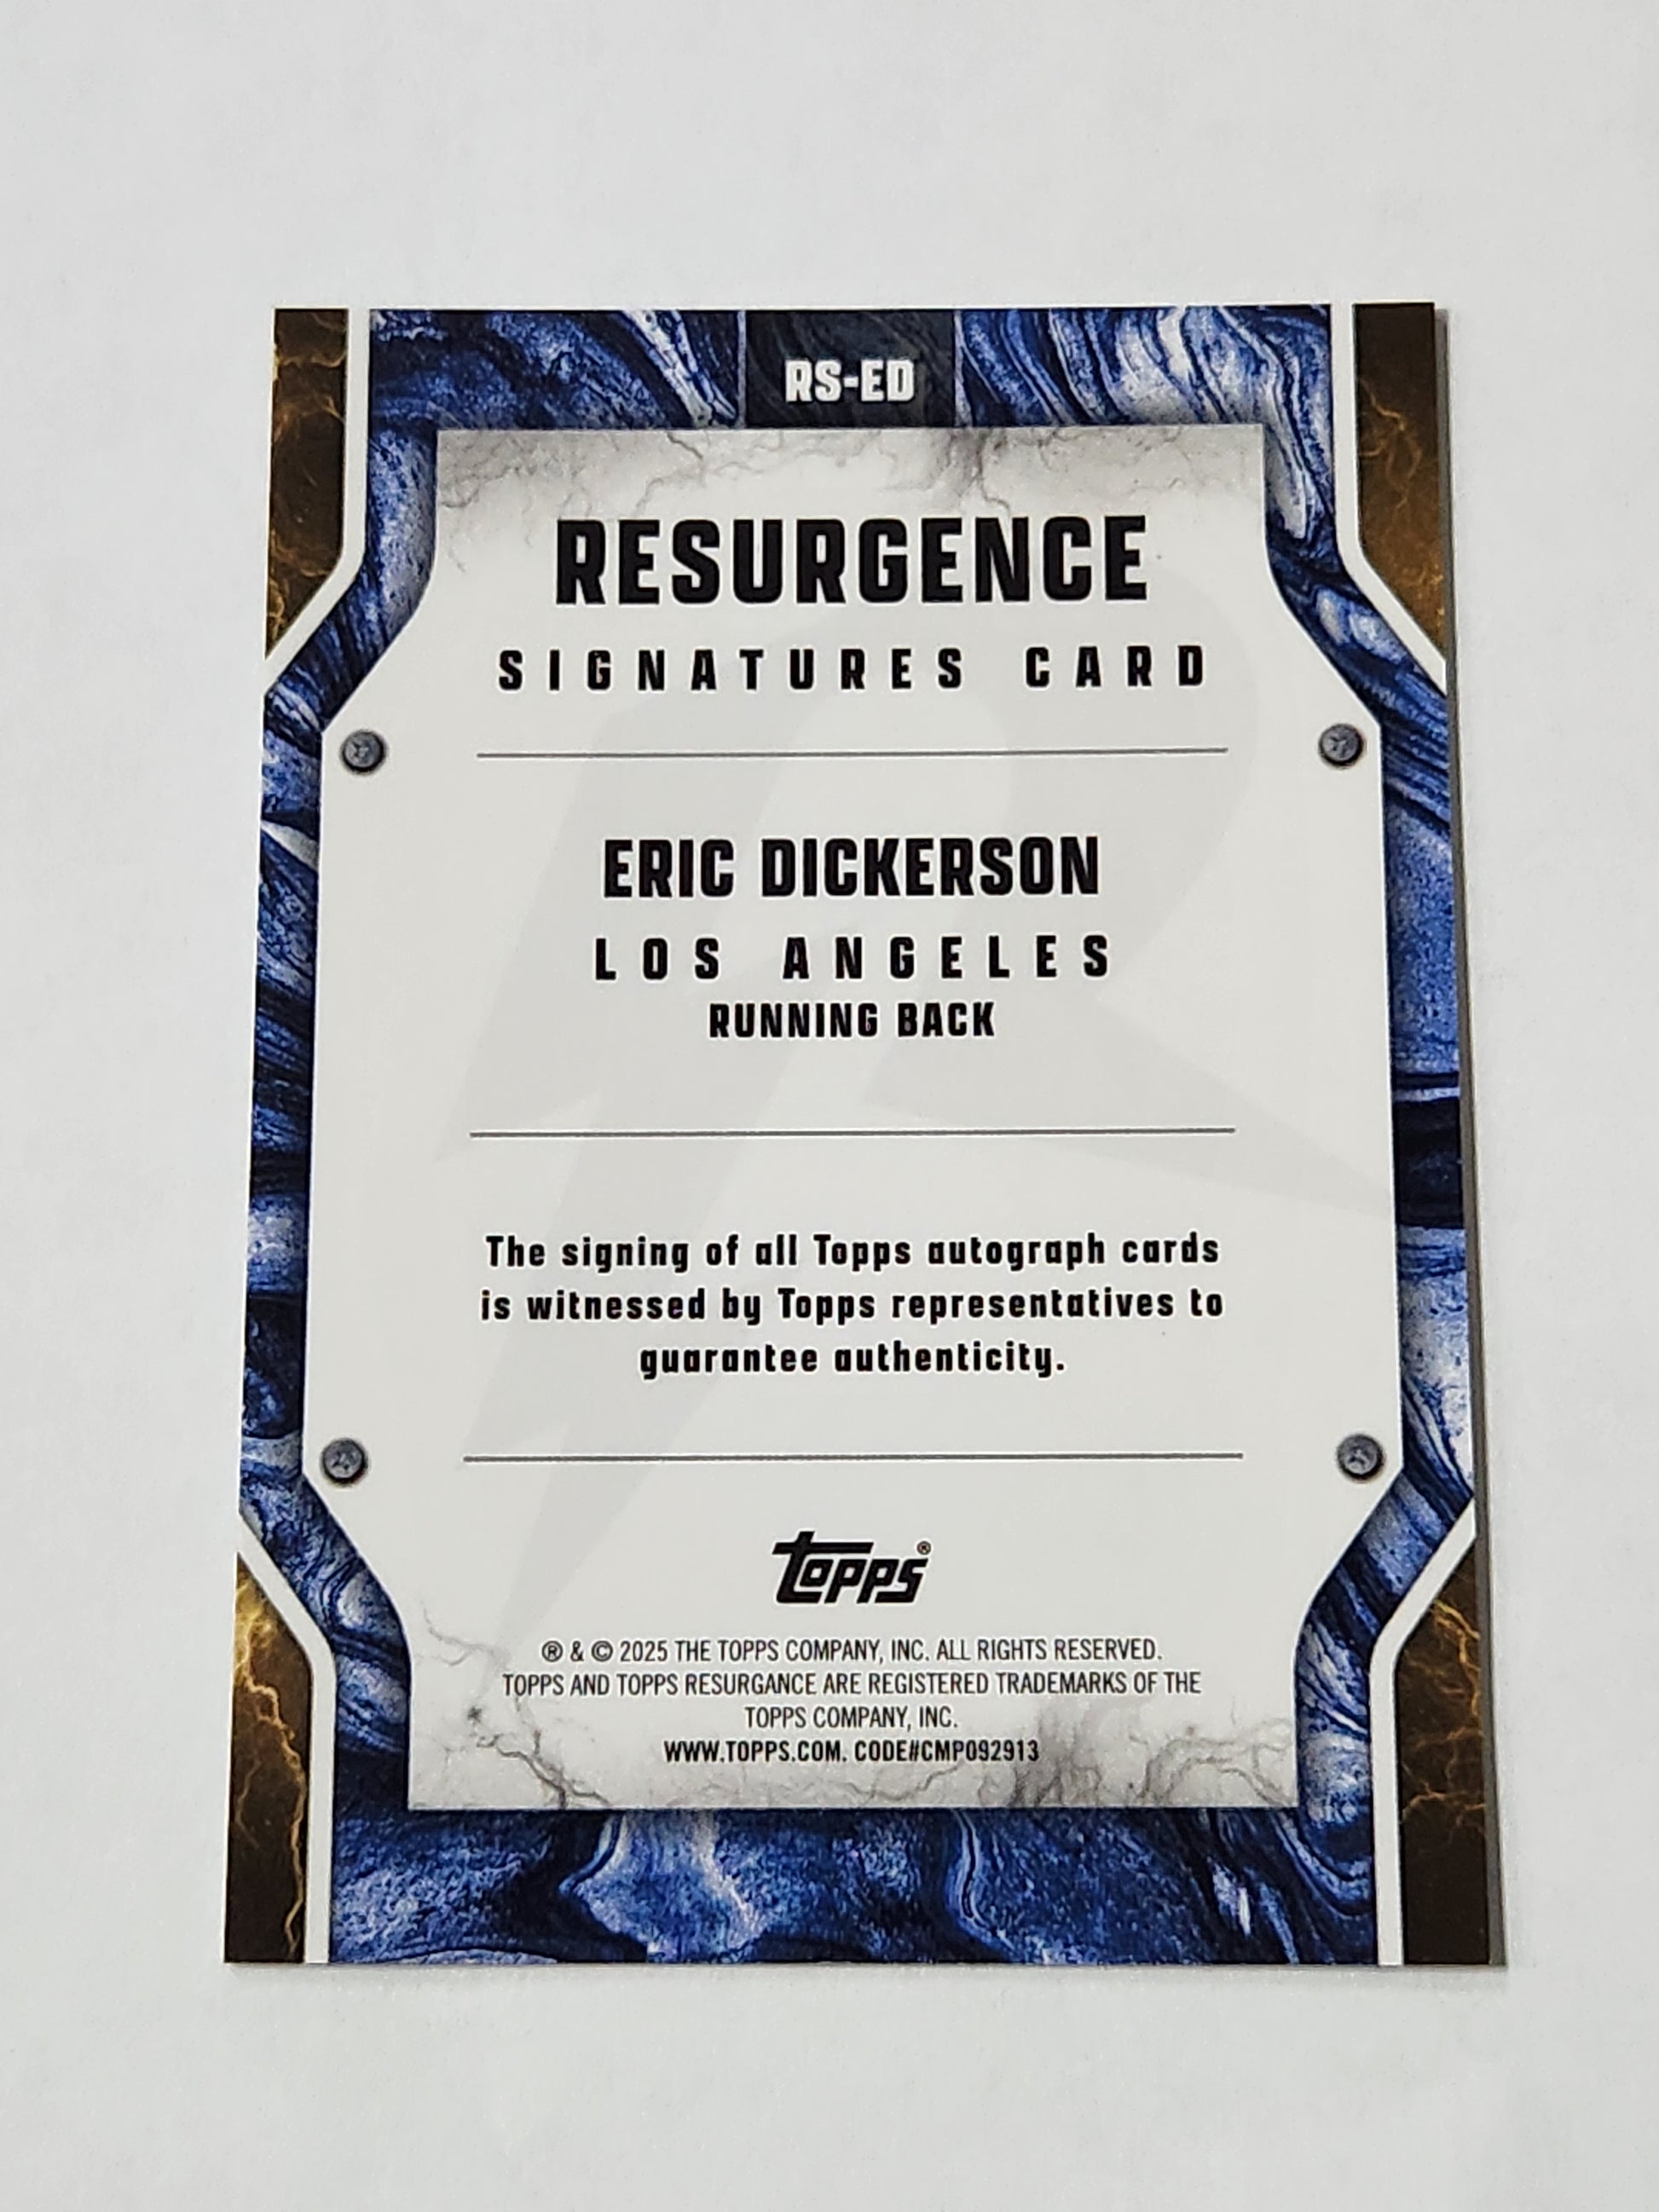 RS-ED
RESURGENCE
SIGNATURES CARD
ERIC DICKERSON
LOS ANGELES
RUNNING BACK
The signing of all Topps autograph cards
is witnessed by Topps representatives to
guarantee authenticity.
topps®
® & © 2025 THE TOPPS COMPANY, INC. ALL RIGHTS RESERVED.
TOPPS AND TOPPS RESURGANCE ARE REGISTERED TRADEMARKS OF THE
TOPPS COMPANY, INC.
WWW.TOPPS.COM. CODE#CMP092913